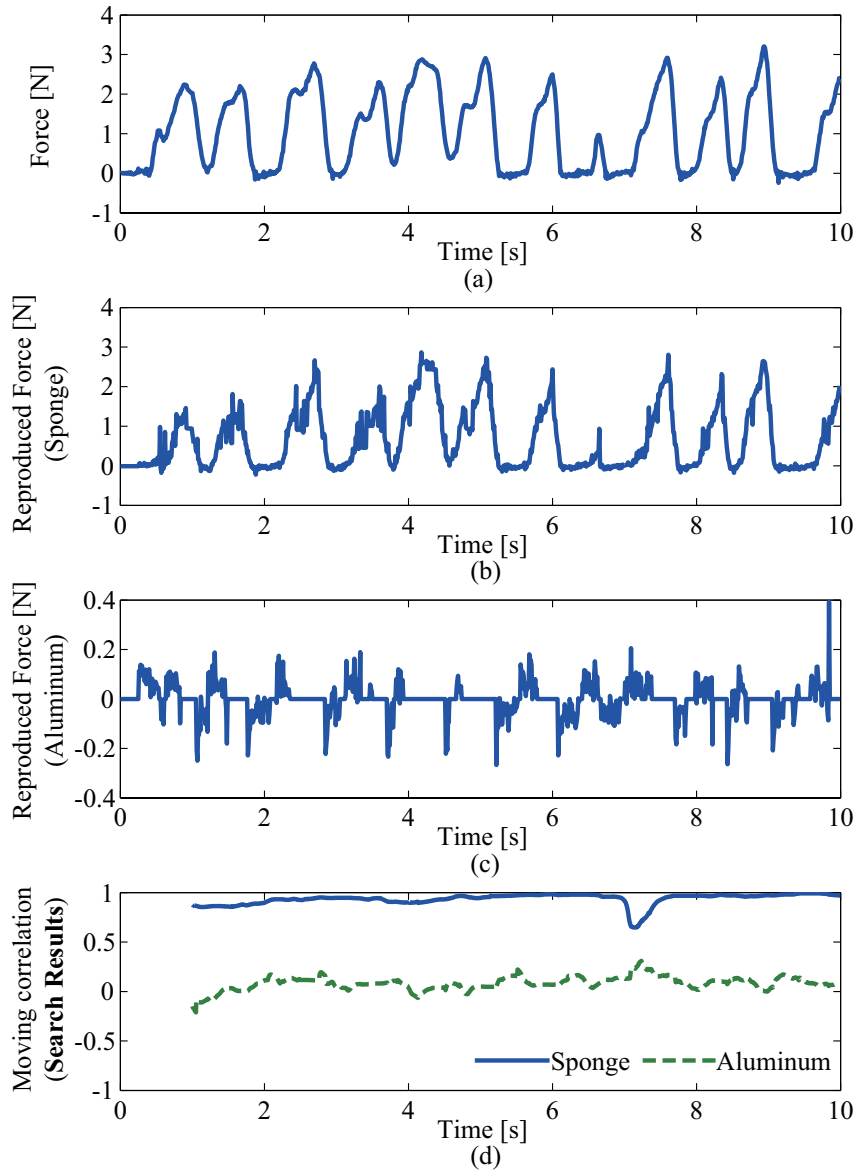 Force [N]
4
3
2
1
0
-1
0 2 4 6 8 10
Time [s]
(a)
Reproduced Force [N]
(Sponge)
4
3
2
1
0
-1
0 2 4 6 8 10
Time [s]
(b)
Reproduced Force [N]
(Aluminum)
0.4
0.2
0
-0.2
-0.4
0 2 4 6 8 10
Time [s]
(c)
Moving correlation
(Search Results)
1
0.5
0
-0.5
-1
Sponge Aluminum
0 2 4 6 8 10
Time [s]
(d)